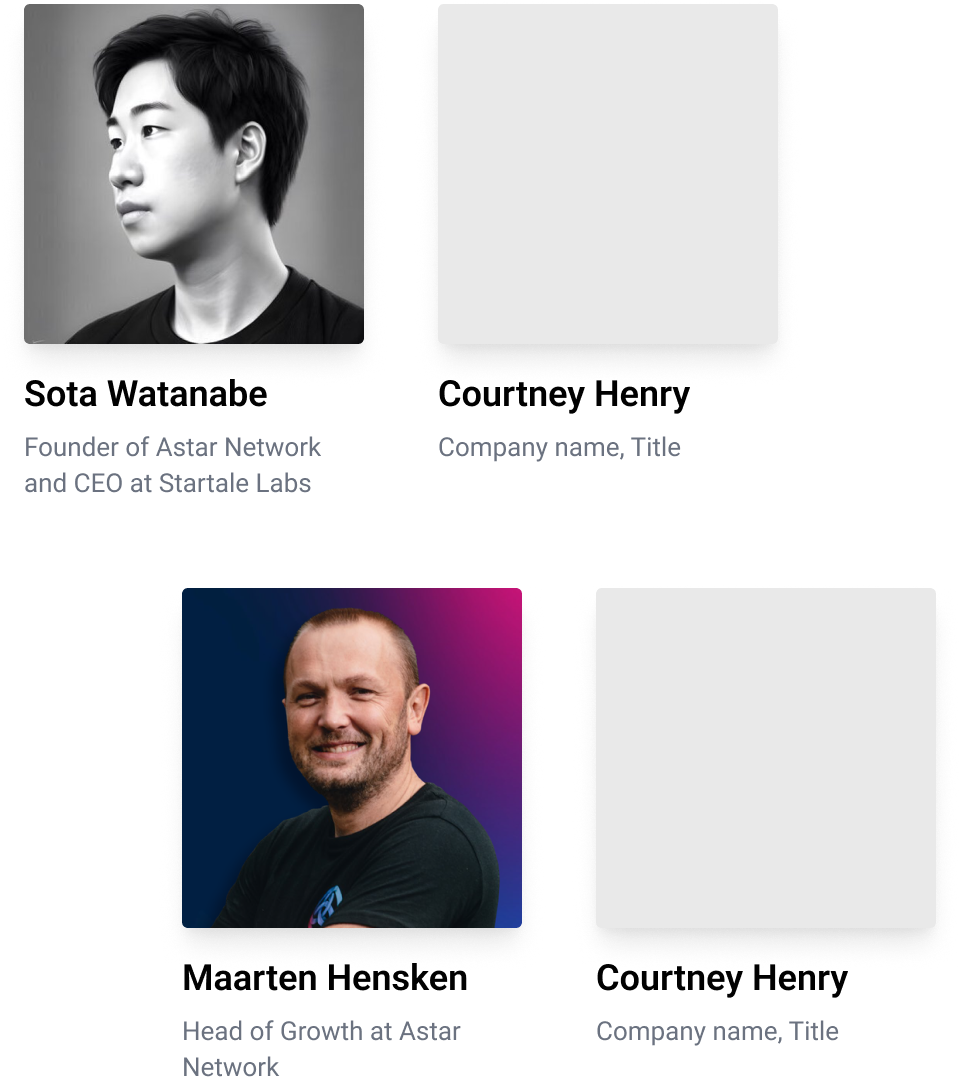 Sota Watanabe
Founder of Astar Network
and CEO at Startale Labs
Courtney Henry
Company name, Title
Maarten Hensken
Head of Growth at Astar
Network
Courtney Henry
Company name, Title